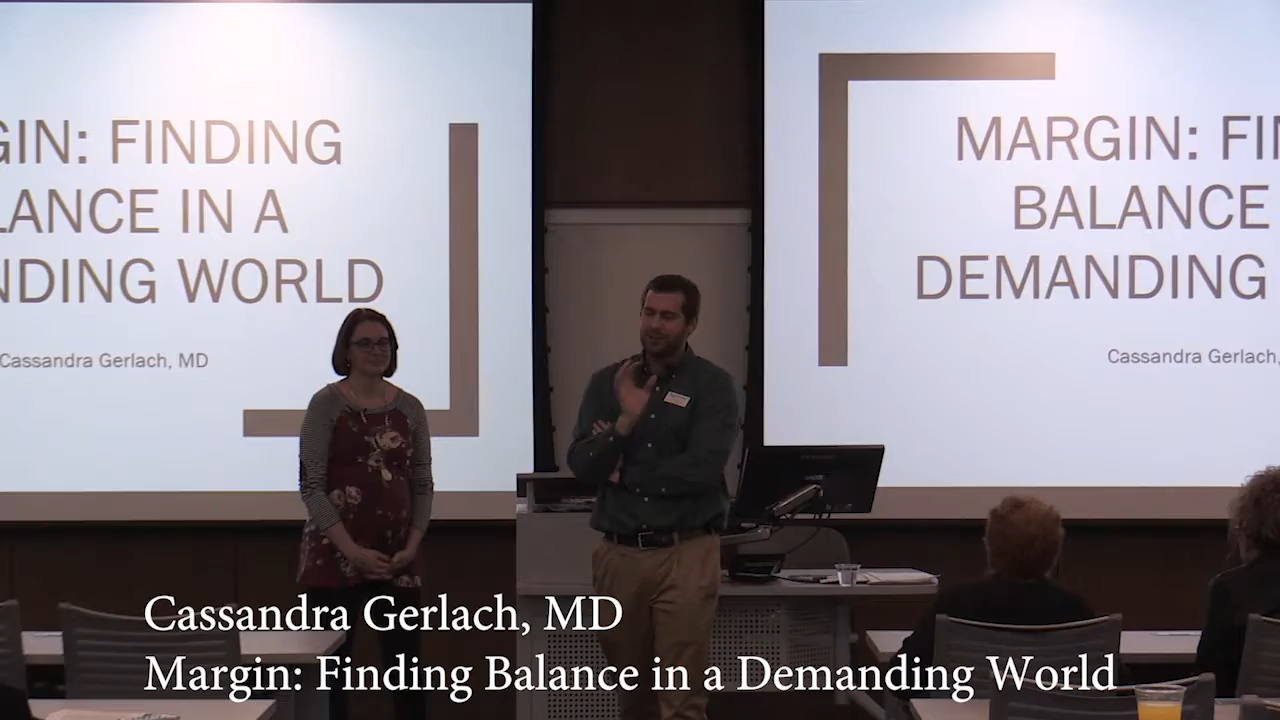 GIN: FINDING
LANCE IN A
NDING WORLD
Cassandra Gerlach, MD
MARGIN: FIN
BALANCE
DEMANDING
Cassandra Gerlach,
Cassandra Gerlach, MD
Margin: Finding Balance in a Demanding World